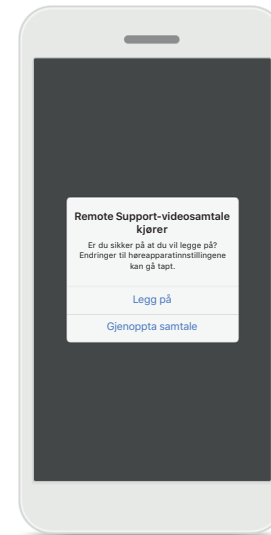 Remote Support-videosamtale
kjører
Er du sikker på at du vil legge på?
Endringer til høreapparatinnstillingene
kan gå tapt.
Legg på
Gjenoppta samtale